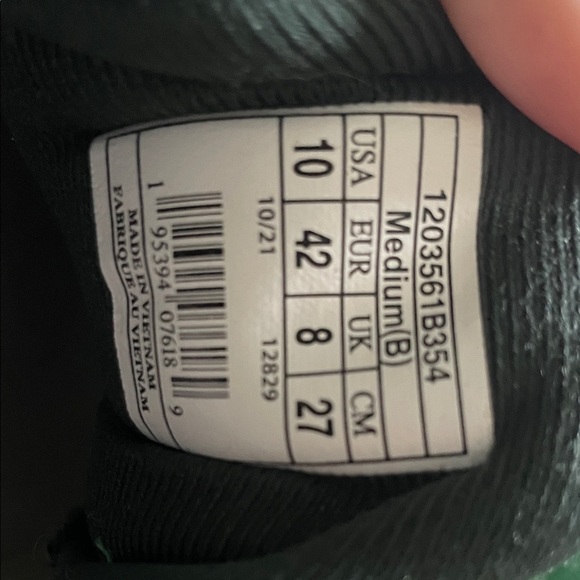 1203561B354
Medium(B)
USA EUR UK CM
10 42 8 27
10/21 12829
1 95394 07618 9
MADE IN VIETNAM
FABRIQUE AU VIETNAM